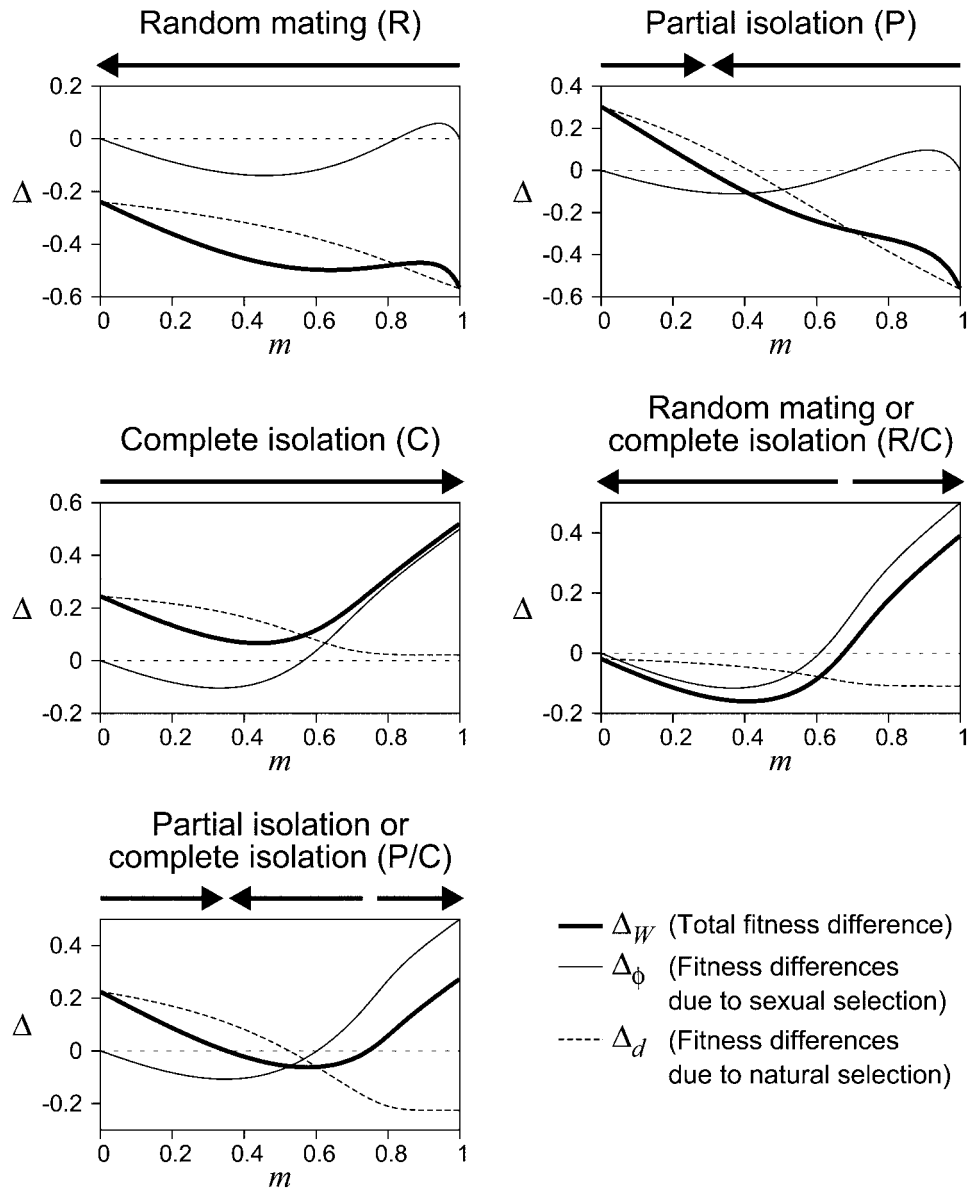 Random mating (R)
0.2
0
-0.2
-0.4
-0.6
Δ
0 0.2 0.4 0.6 0.8 1
m
Partial isolation (P)
0.4
0.2
0
-0.2
-0.4
-0.6
Δ
0 0.2 0.4 0.6 0.8 1
m
Complete isolation (C)
0.6
0.4
0.2
0
-0.2
Δ
0 0.2 0.4 0.6 0.8 1
m
Random mating or
complete isolation (R/C)
0.4
0.2
0
-0.2
Δ
0 0.2 0.4 0.6 0.8 1
m
Partial isolation or
complete isolation (P/C)
0.4
0.2
0
-0.2
Δ
0 0.2 0.4 0.6 0.8 1
m
ΔW (Total fitness difference)
Δϕ (Fitness differences
due to sexual selection)
Δd (Fitness differences
due to natural selection)